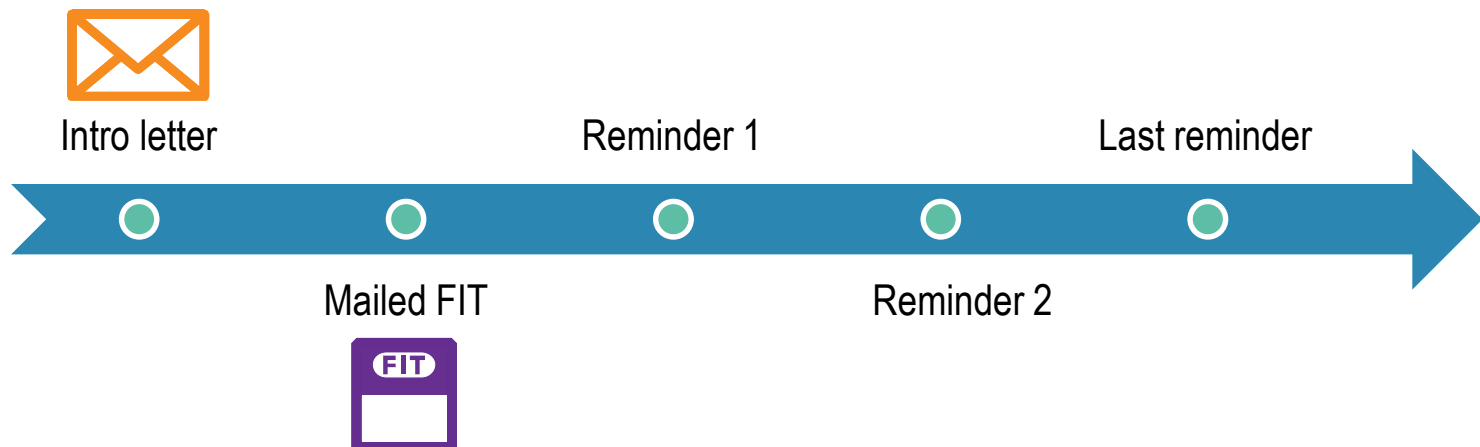 Intro letter
Reminder 1
Last reminder
Mailed FIT
Reminder 2
FIT